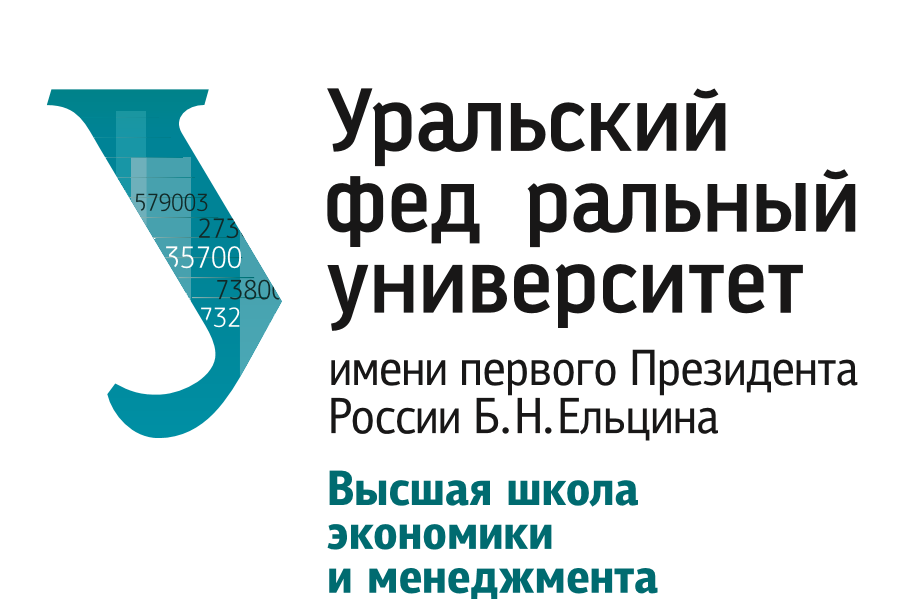 579003
273
35700
7380
732
Уральский
фед ральный
университет
имени первого Президента
России Б.Н.Ельцина
Высшая школа
экономики
и менеджмента